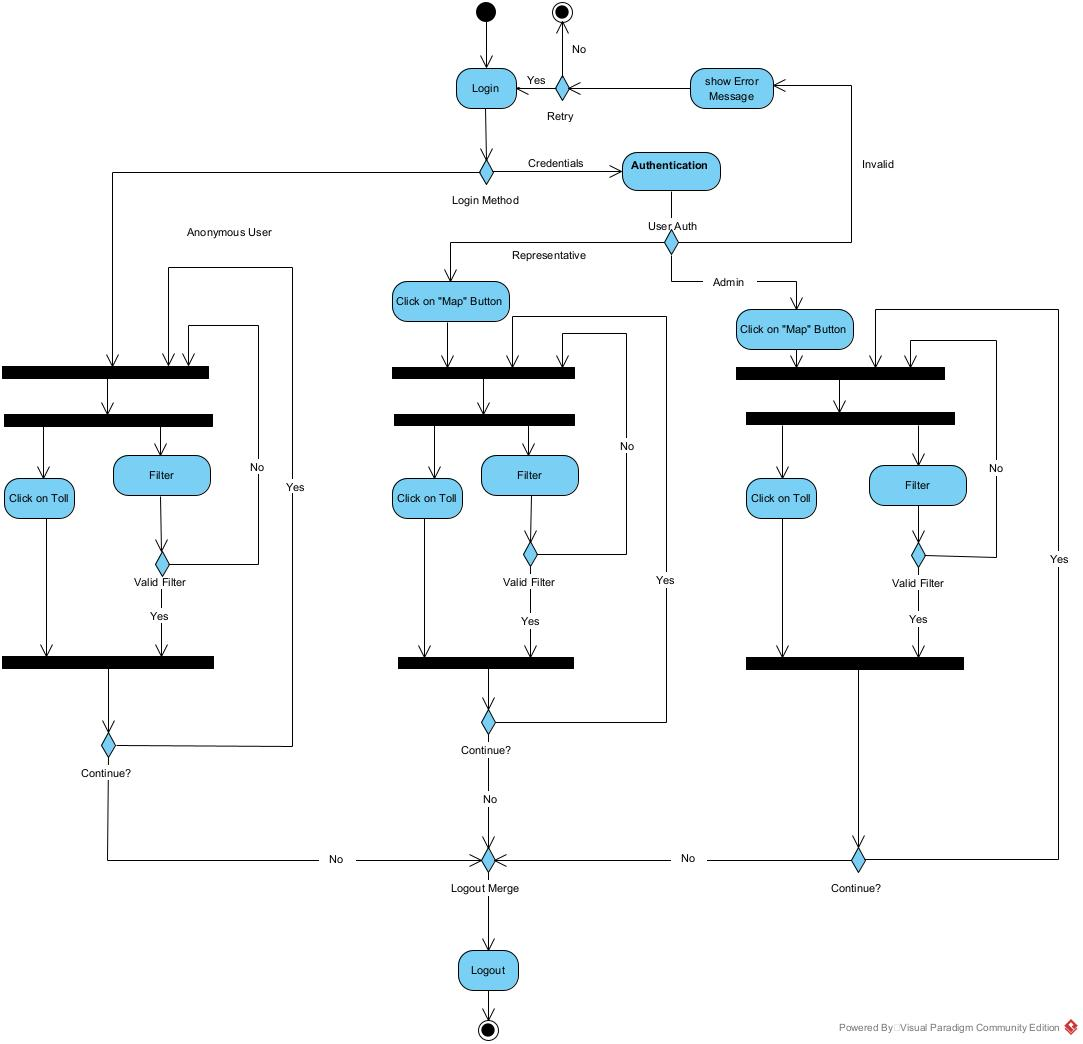 No
Login
Yes
show Error
Message
Retry
Credentials
Authentication
Invalid
Login Method
User Auth
Anonymous User
Representative
Admin
Click on "Map" Button
Click on "Map" Button
No
No
No
Yes
Filter
Filter
Filter
Click on Toll
Click on Toll
Click on Toll
Yes
Yes
Valid Filter
Valid Filter
Valid Filter
Yes
Yes
Yes
Continue?
Continue?
No
No
No
Logout Merge
Continue?
Logout
Powered By Visual Paradigm Community Edition